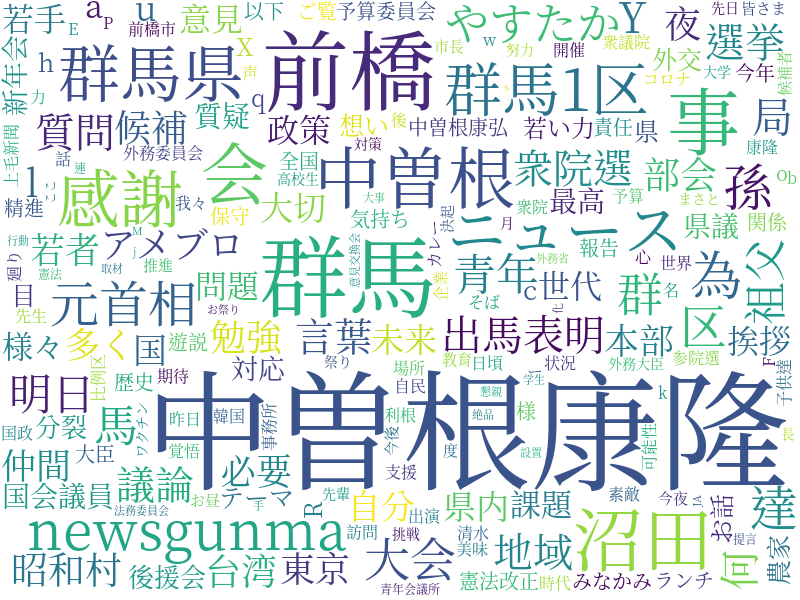 若手 a P u 意見 ご覧 予算委員会 やすたか Y 夜 先日 皆さま
E 前橋市 以下 市長 w 努力 開催 衆議院 選挙 大学 候補者
新年会 h 群馬県 X 声 前橋 群馬1区 外交 コロナ 今年
力 質問 候補 質疑 q 政策 想い 後 中曽根康弘 若い力 責任 県 事 局
上毛新聞 話 連 外務委員会 会 全国 対策 中曽根 衆院選 部会 最高 孫 康隆
l ここ 感謝 高校生 大切 気持ち 衆院 予算 まさと Ob
精進 我々 保守 大事 決起 県議 関係
若者 アメブロ M j 群馬 カレー 月 ニュース 報告 為 祖父
廻り 行動 取材 推進 意見交換会 企業 青年 外務省 心 世界
目 憲法 元首相 問題 そば 化 c 世代 群 名 区
先生 お祭り 出馬表明 本部 挨拶
様々 多く 国 遊説 勉強 言葉 未来 教育 日頃 状況 参院選 F
明日 比例区 歴史 期待 対応 祭り 場所 自民 ー 学生 外務大臣 k 子供達
国政 分裂 馬 ワクチン 昨日 韓国 事務所 中曽根康隆 利根 懇親 絶品 様 可能性 長
仲間 大臣 覚悟 今後 度 設置
国会議員 議論 必要 支援 素敵 今夜 JA お話
法務委員会 お昼 テーマ 手 R 自分 先輩 出演 県内 課題 達
newsgunma 訪問 挑戦 清水 沼田 提言 何 農家
昭和村 後援会 台湾 東京 大会 美味 地域
青年会議所 憲法改正 時代 みなかみ ランチ